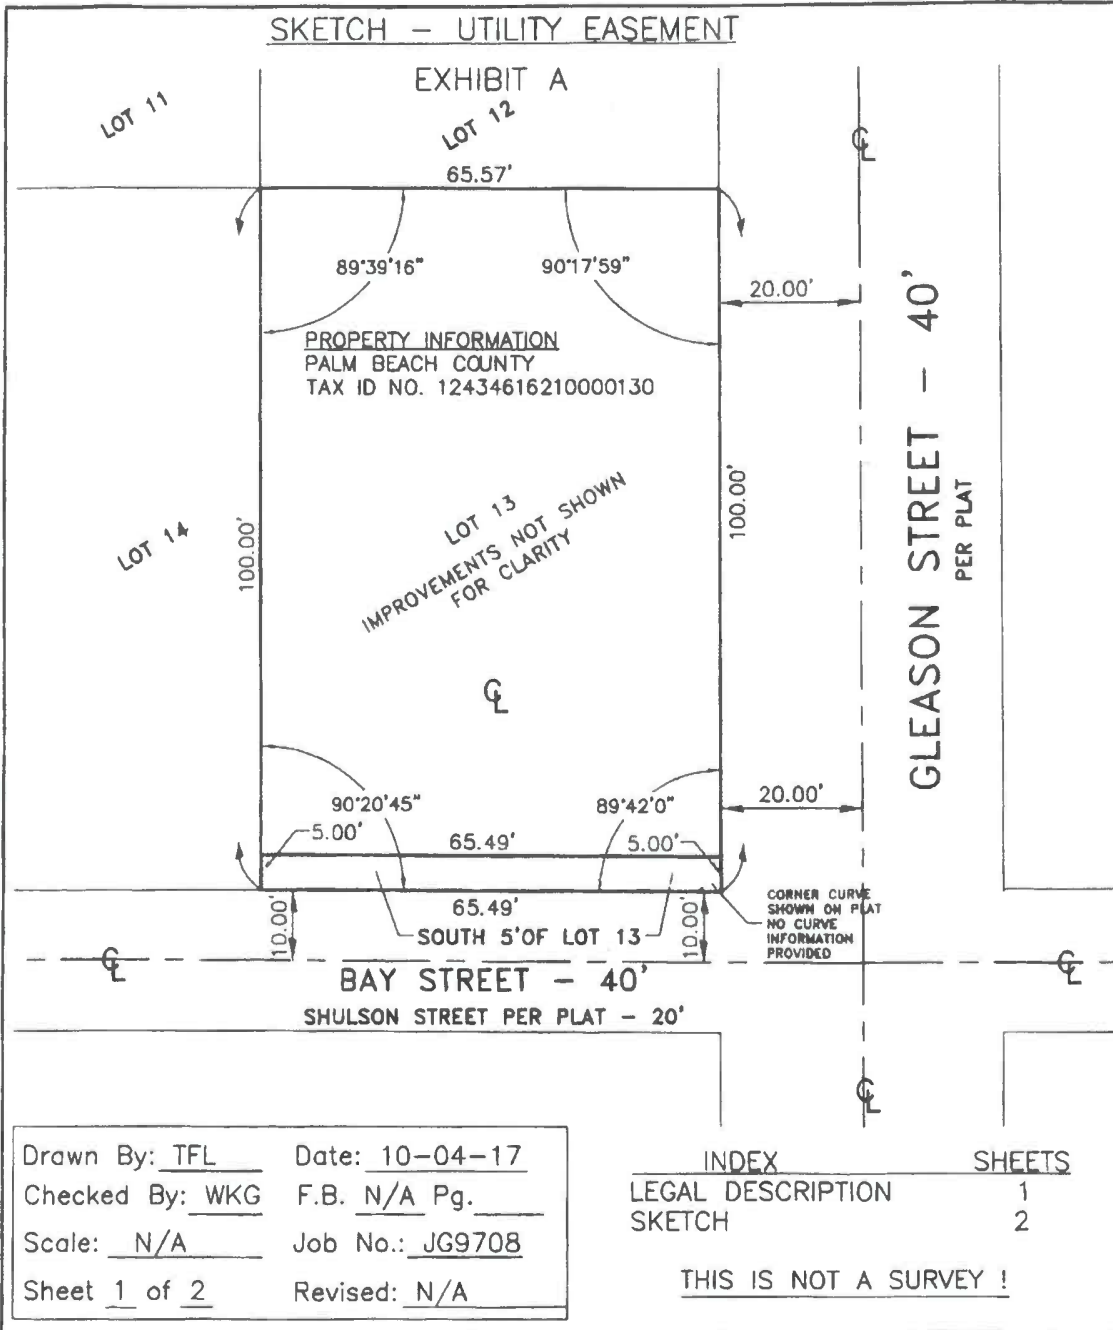 SKETCH - UTILITY EASEMENT
EXHIBIT A
LOT 11
LOT 12
65.57'
℄
89°39'16"
90°17'59"
20.00'
PROPERTY INFORMATION
PALM BEACH COUNTY
TAX ID NO. 12434616210000130
GLEASON STREET - 40'
PER PLAT
LOT 14
100.00'
LOT 13
IMPROVEMENTS NOT SHOWN
FOR CLARITY
100.00'
℄
90°20'45"
89°42'0"
20.00'
5.00'
65.49'
5.00'
65.49'
10.00'
SOUTH 5'OF LOT 13
10.00'
CORNER CURVE
SHOWN ON PLAT
NO CURVE
INFORMATION
PROVIDED
℄
℄
BAY STREET - 40'
SHULSON STREET PER PLAT - 20'
℄
Drawn By: TFL Date: 10-04-17
Checked By: WKG F.B. N/A Pg.
Scale: N/A Job No.: JG9708
Sheet 1 of 2 Revised: N/A
INDEX SHEETS
LEGAL DESCRIPTION 1
SKETCH 2
THIS IS NOT A SURVEY !